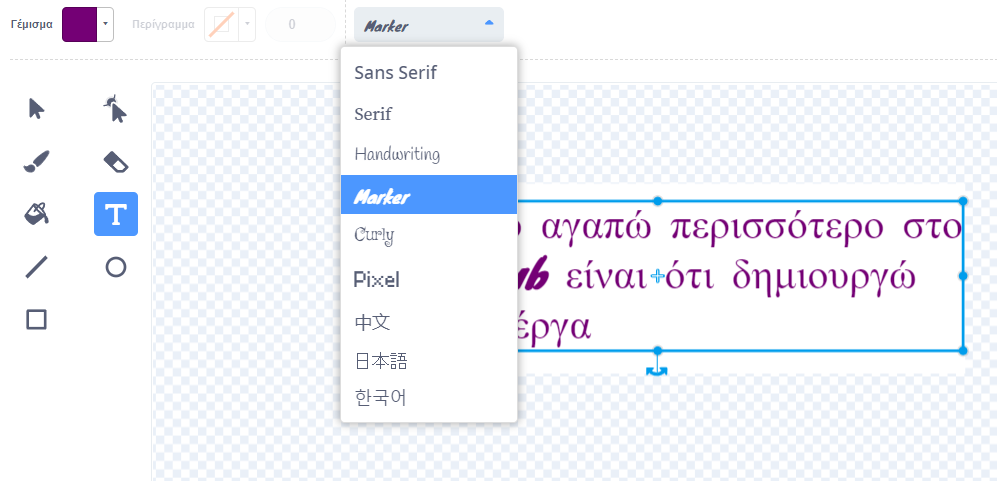 Γέμισμα
Περίγραμμα
0
Marker
Sans Serif
Serif
Handwriting
Marker
Curly
Pixel
中文
日本語
한국어
αγαπώ περισσότερο στο
είναι ότι δημιουργώ
έργα